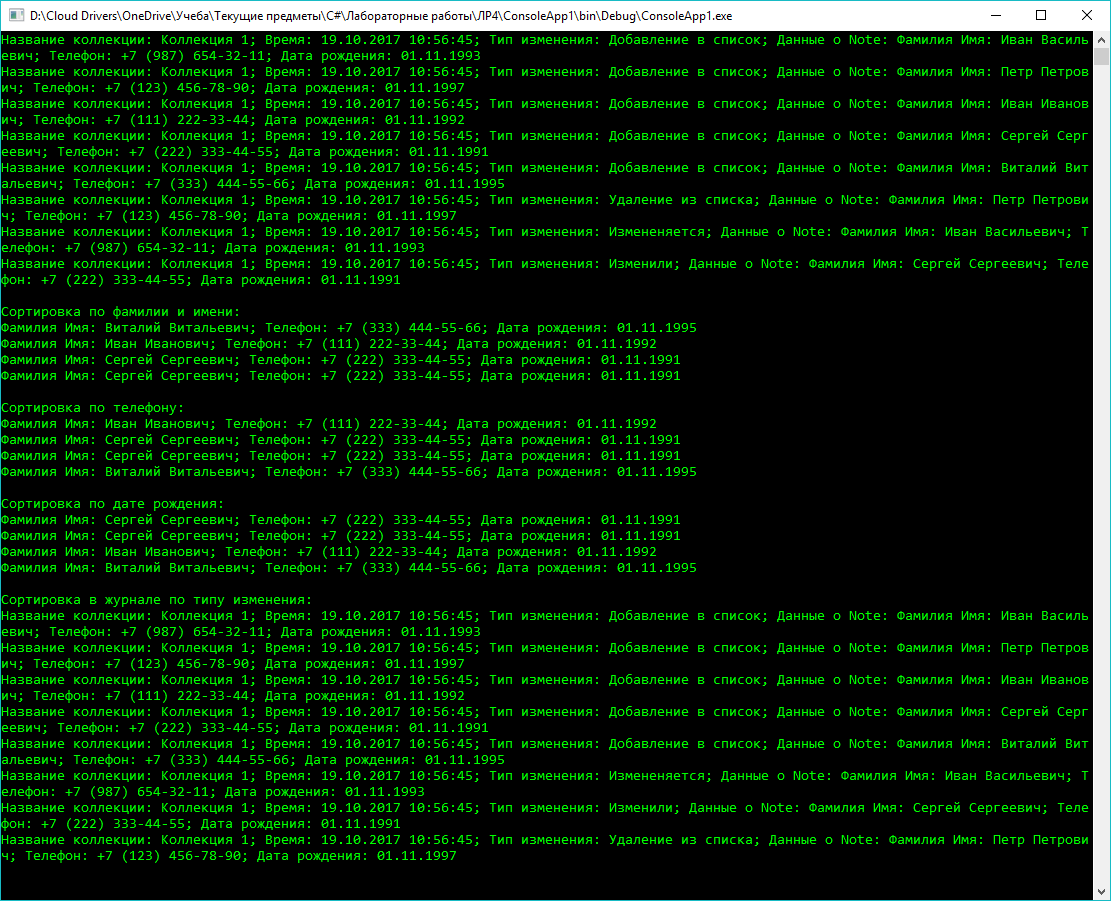 D:\Cloud Drivers\OneDrive\Учеба\Текущие предметы\C#\Лабораторные работы\ЛР4\ConsoleApp1\bin\Debug\ConsoleApp1.exe
Название коллекции: Коллекция 1; Время: 19.10.2017 10:56:45; Тип изменения: Добавление в список; Данные о Note: Фамилия Имя: Иван Василь
евич; Телефон: +7 (987) 654-32-11; Дата рождения: 01.11.1993
Название коллекции: Коллекция 1; Время: 19.10.2017 10:56:45; Тип изменения: Добавление в список; Данные о Note: Фамилия Имя: Петр Петров
ич; Телефон: +7 (123) 456-78-90; Дата рождения: 01.11.1997
Название коллекции: Коллекция 1; Время: 19.10.2017 10:56:45; Тип изменения: Добавление в список; Данные о Note: Фамилия Имя: Иван Иванов
ич; Телефон: +7 (111) 222-33-44; Дата рождения: 01.11.1992
Название коллекции: Коллекция 1; Время: 19.10.2017 10:56:45; Тип изменения: Добавление в список; Данные о Note: Фамилия Имя: Сергей Серг
еевич; Телефон: +7 (222) 333-44-55; Дата рождения: 01.11.1991
Название коллекции: Коллекция 1; Время: 19.10.2017 10:56:45; Тип изменения: Добавление в список; Данные о Note: Фамилия Имя: Виталий Вит
альевич; Телефон: +7 (333) 444-55-66; Дата рождения: 01.11.1995
Название коллекции: Коллекция 1; Время: 19.10.2017 10:56:45; Тип изменения: Удаление из списка; Данные о Note: Фамилия Имя: Петр Петрови
ч; Телефон: +7 (123) 456-78-90; Дата рождения: 01.11.1997
Название коллекции: Коллекция 1; Время: 19.10.2017 10:56:45; Тип изменения: Измененяется; Данные о Note: Фамилия Имя: Иван Васильевич; Т
елефон: +7 (987) 654-32-11; Дата рождения: 01.11.1993
Название коллекции: Коллекция 1; Время: 19.10.2017 10:56:45; Тип изменения: Изменили; Данные о Note: Фамилия Имя: Сергей Сергеевич; Теле
фон: +7 (222) 333-44-55; Дата рождения: 01.11.1991
Сортировка по фамилии и имени:
Фамилия Имя: Виталий Витальевич; Телефон: +7 (333) 444-55-66; Дата рождения: 01.11.1995
Фамилия Имя: Иван Иванович; Телефон: +7 (111) 222-33-44; Дата рождения: 01.11.1992
Фамилия Имя: Сергей Сергеевич; Телефон: +7 (222) 333-44-55; Дата рождения: 01.11.1991
Фамилия Имя: Сергей Сергеевич; Телефон: +7 (222) 333-44-55; Дата рождения: 01.11.1991
Сортировка по телефону:
Фамилия Имя: Иван Иванович; Телефон: +7 (111) 222-33-44; Дата рождения: 01.11.1992
Фамилия Имя: Сергей Сергеевич; Телефон: +7 (222) 333-44-55; Дата рождения: 01.11.1991
Фамилия Имя: Сергей Сергеевич; Телефон: +7 (222) 333-44-55; Дата рождения: 01.11.1991
Фамилия Имя: Виталий Витальевич; Телефон: +7 (333) 444-55-66; Дата рождения: 01.11.1995
Сортировка по дате рождения:
Фамилия Имя: Сергей Сергеевич; Телефон: +7 (222) 333-44-55; Дата рождения: 01.11.1991
Фамилия Имя: Сергей Сергеевич; Телефон: +7 (222) 333-44-55; Дата рождения: 01.11.1991
Фамилия Имя: Иван Иванович; Телефон: +7 (111) 222-33-44; Дата рождения: 01.11.1992
Фамилия Имя: Виталий Витальевич; Телефон: +7 (333) 444-55-66; Дата рождения: 01.11.1995
Сортировка в журнале по типу изменения:
Название коллекции: Коллекция 1; Время: 19.10.2017 10:56:45; Тип изменения: Добавление в список; Данные о Note: Фамилия Имя: Иван Василь
евич; Телефон: +7 (987) 654-32-11; Дата рождения: 01.11.1993
Название коллекции: Коллекция 1; Время: 19.10.2017 10:56:45; Тип изменения: Добавление в список; Данные о Note: Фамилия Имя: Петр Петров
ич; Телефон: +7 (123) 456-78-90; Дата рождения: 01.11.1997
Название коллекции: Коллекция 1; Время: 19.10.2017 10:56:45; Тип изменения: Добавление в список; Данные о Note: Фамилия Имя: Иван Иванов
ич; Телефон: +7 (111) 222-33-44; Дата рождения: 01.11.1992
Название коллекции: Коллекция 1; Время: 19.10.2017 10:56:45; Тип изменения: Добавление в список; Данные о Note: Фамилия Имя: Сергей Серг
еевич; Телефон: +7 (222) 333-44-55; Дата рождения: 01.11.1991
Название коллекции: Коллекция 1; Время: 19.10.2017 10:56:45; Тип изменения: Добавление в список; Данные о Note: Фамилия Имя: Виталий Вит
альевич; Телефон: +7 (333) 444-55-66; Дата рождения: 01.11.1995
Название коллекции: Коллекция 1; Время: 19.10.2017 10:56:45; Тип изменения: Измененяется; Данные о Note: Фамилия Имя: Иван Васильевич; Т
елефон: +7 (987) 654-32-11; Дата рождения: 01.11.1993
Название коллекции: Коллекция 1; Время: 19.10.2017 10:56:45; Тип изменения: Изменили; Данные о Note: Фамилия Имя: Сергей Сергеевич; Теле
фон: +7 (222) 333-44-55; Дата рождения: 01.11.1991
Название коллекции: Коллекция 1; Время: 19.10.2017 10:56:45; Тип изменения: Удаление из списка; Данные о Note: Фамилия Имя: Петр Петрови
ч; Телефон: +7 (123) 456-78-90; Дата рождения: 01.11.1997